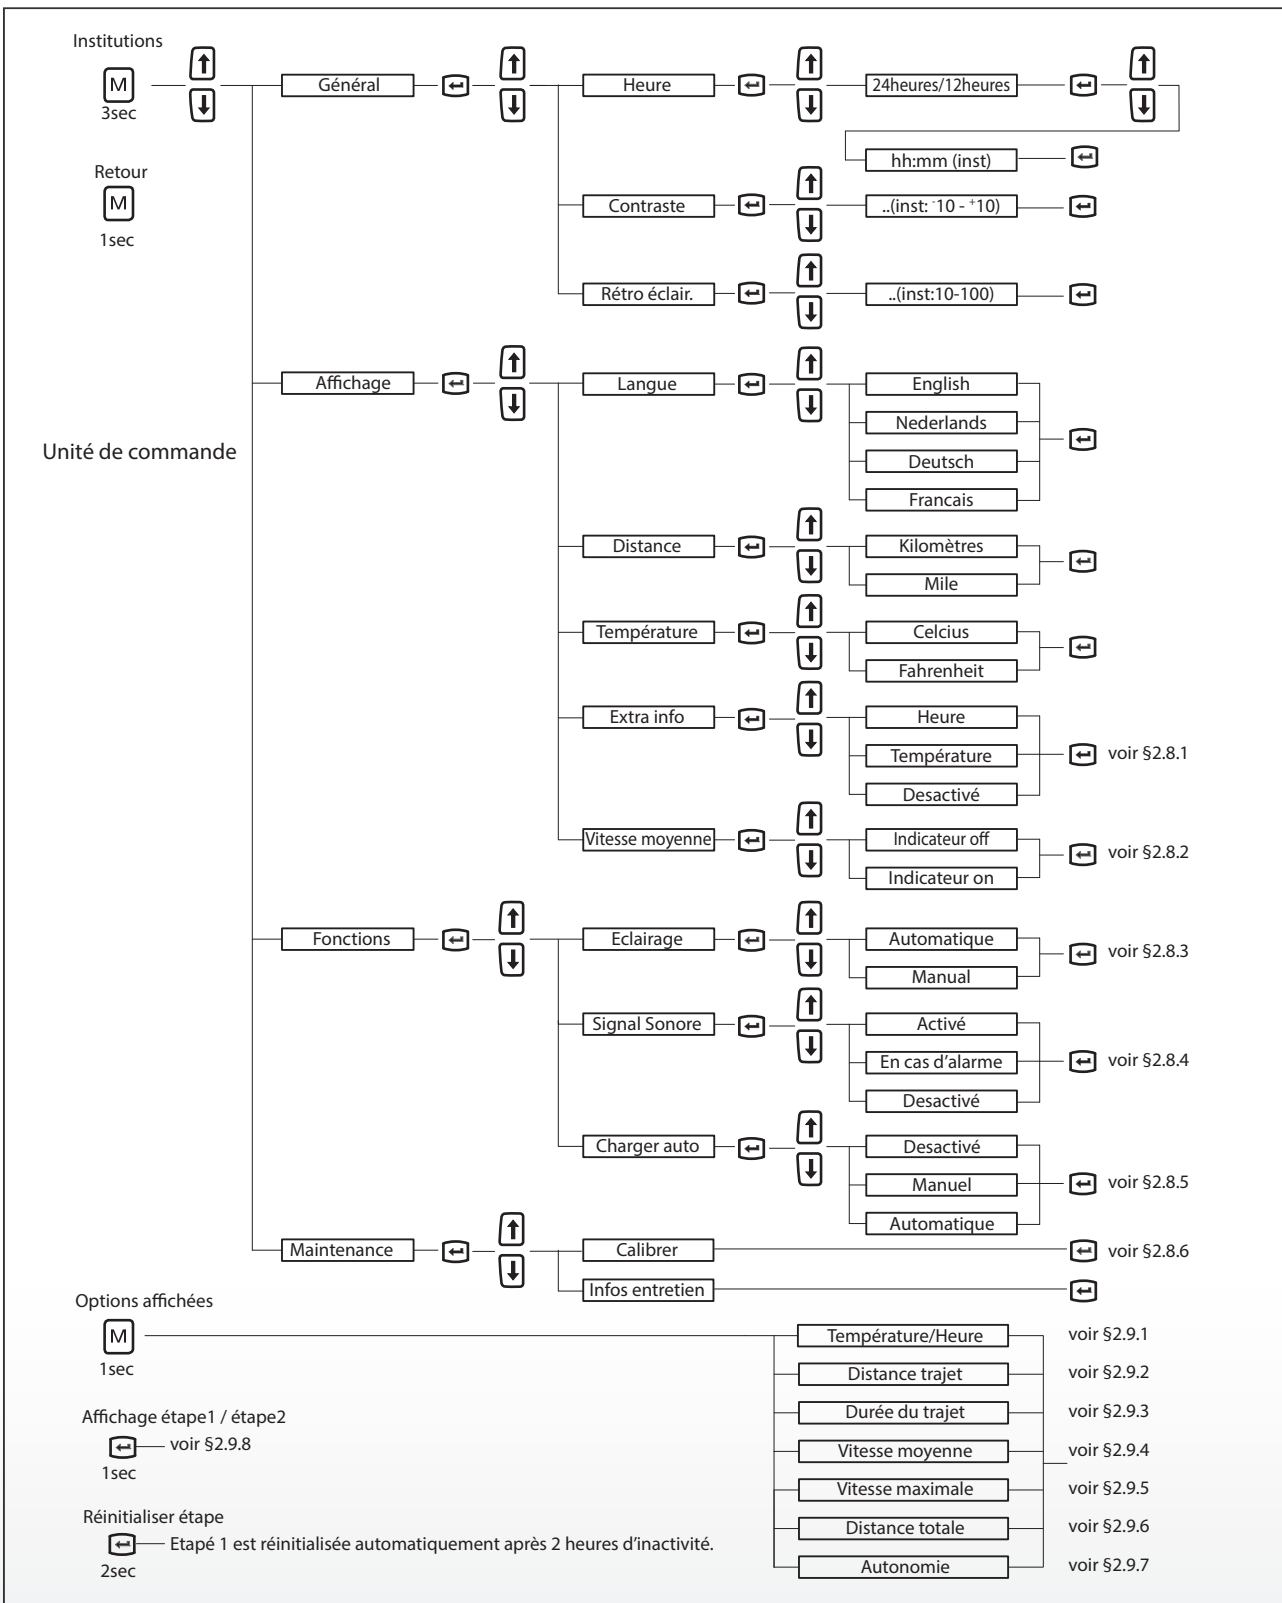 Institutions
M
3sec
Général
Heure
24heures/12heures
hh:mm (inst)
Retour
M
1sec
Contraste
..(inst: -10 - +10)
Rétro éclair.
..(inst:10-100)
Unité de commande
Affichage
Langue
English
Nederlands
Deutsch
Francais
Distance
Kilomètres
Mile
Température
Celcius
Fahrenheit
Extra info
Heure
Température
Desactivé
voir §2.8.1
Vitesse moyenne
Indicateur off
Indicateur on
voir §2.8.2
Fonctions
Eclairage
Automatique
Manual
voir §2.8.3
Signal Sonore
Activé
En cas d’alarme
Desactivé
voir §2.8.4
Charger auto
Desactivé
Manuel
Automatique
voir §2.8.5
Maintenance
Calibrer
voir §2.8.6
Infos entretien
Options affichées
M
1sec
Température/Heure
voir §2.9.1
Distance trajet
voir §2.9.2
Durée du trajet
voir §2.9.3
Vitesse moyenne
voir §2.9.4
Vitesse maximale
voir §2.9.5
Distance totale
voir §2.9.6
Autonomie
voir §2.9.7
Affichage étape1 / étape2
voir §2.9.8
1sec
Réinitialiser étape
Etapé 1 est réinitialisée automatiquement après 2 heures d’inactivité.
2sec